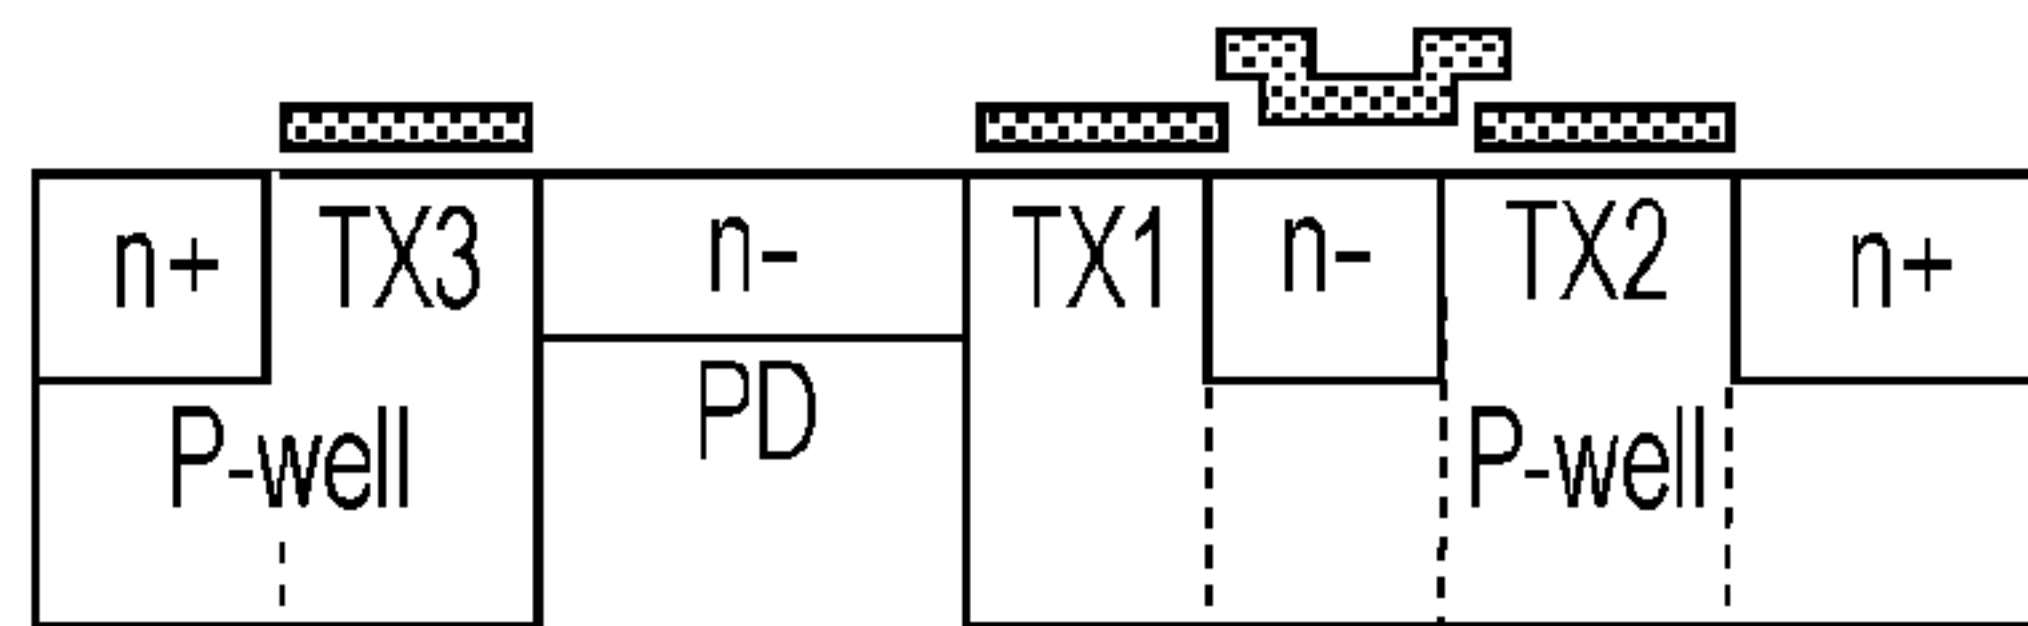 n+ TX3 n- TX1 n- TX2 n+
P-well PD P-well